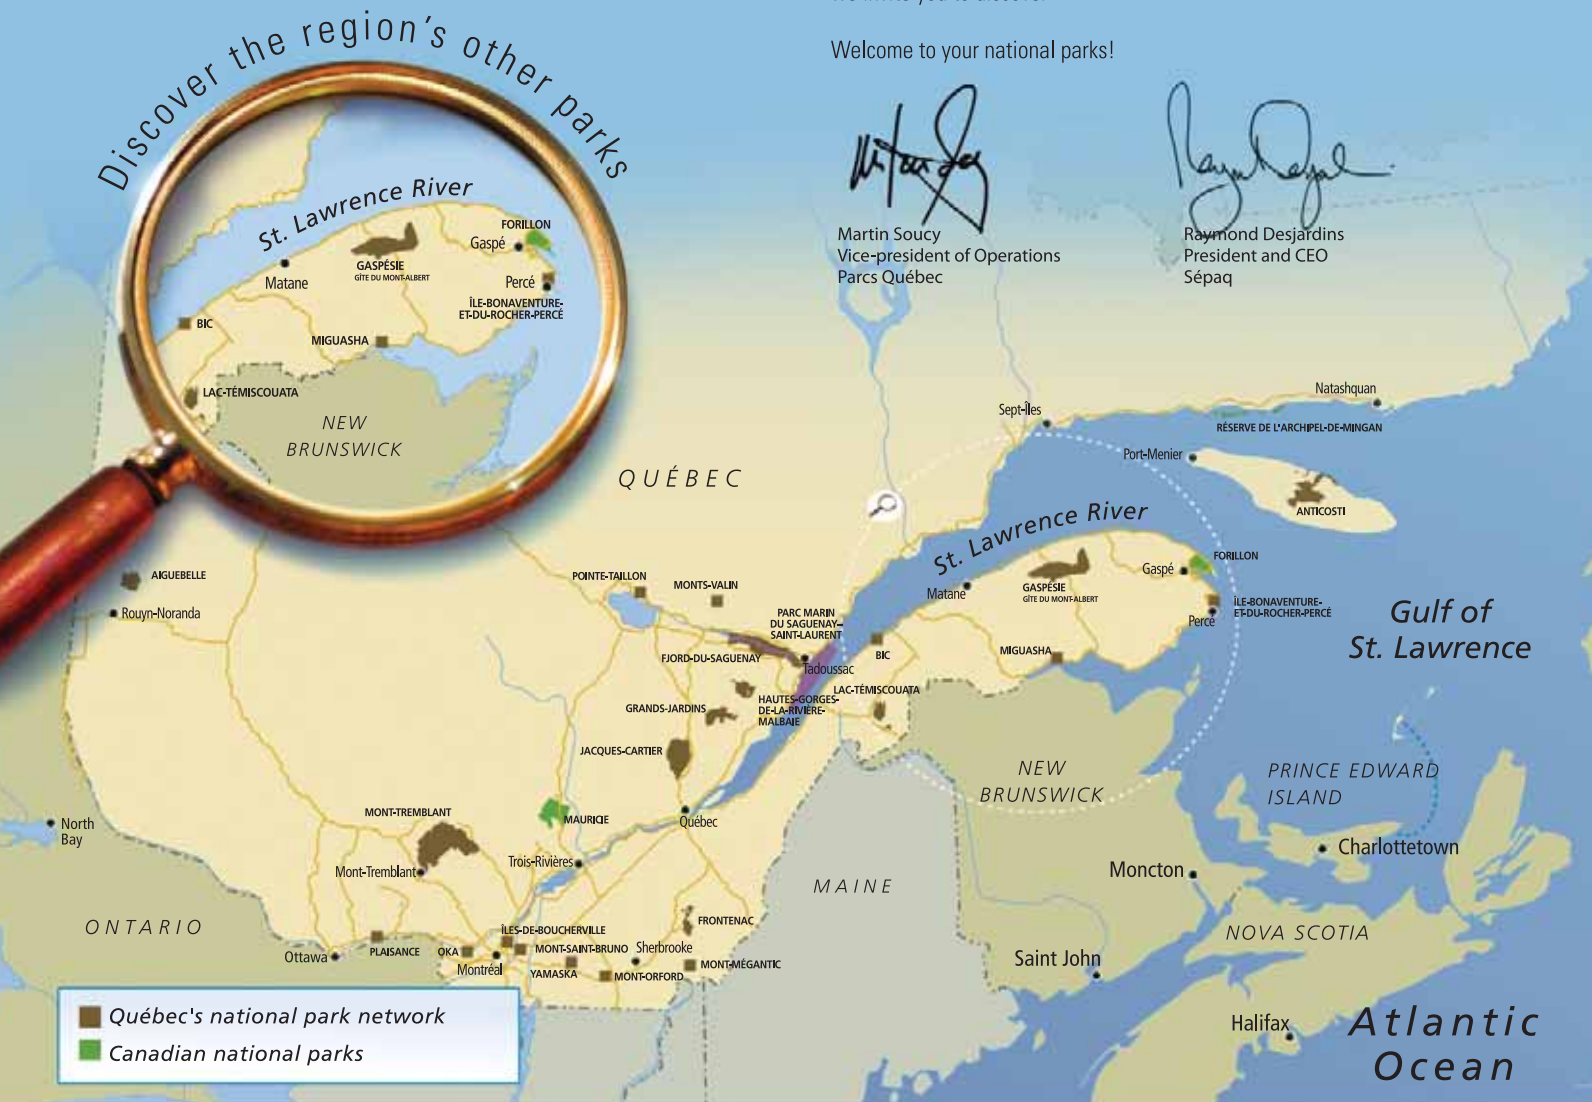 Discover the region's other parks
Welcome to your national parks!
Martin Soucy
Vice-president of Operations
Parcs Québec
Raymond Desjardins
President and CEO
Sépaq
St. Lawrence River
FORILLON
Gaspé
GASPÉSIE
GÎTE DU MONT-ALBERT
Matane
Percé
ÎLE-BONAVENTURE-
ET-DU-ROCHER-PERCÉ
BIC
MIGUASHA
LAC-TÉMISCOUATA
NEW
BRUNSWICK
QUÉBEC
Sept-Îles
Natashquan
RÉSERVE DE L'ARCHIPEL-DE-MINGAN
Port-Menier
ANTICOSTI
St. Lawrence River
FORILLON
Gaspé
GASPÉSIE
GÎTE DU MONT-ALBERT
Matane
ÎLE-BONAVENTURE-
ET-DU-ROCHER-PERCÉ
Percé
Gulf of
St. Lawrence
AIGUEBELLE
Rouyn-Noranda
POINTE-TAILLON
MONTS-VALIN
PARC MARIN
DU SAGUENAY–
SAINT-LAURENT
FJORD-DU-SAGUENAY
Tadoussac
BIC
MIGUASHA
LAC-TÉMISCOUATA
HAUTES-GORGES-
DE-LA-RIVIÈRE-
MALBAIE
GRANDS-JARDINS
JACQUES-CARTIER
NEW
BRUNSWICK
PRINCE EDWARD
ISLAND
MONT-TREMBLANT
MAURICIE
Québec
North
Bay
Mont-Tremblant
Trois-Rivières
Charlottetown
Moncton
MAINE
ONTARIO
FRONTENAC
NOVA SCOTIA
ÎLES-DE-BOUCHERVILLE
Ottawa
PLAISANCE
OKA
Montréal
MONT-SAINT-BRUNO
Sherbrooke
YAMASKA
MONT-ORFORD
MONT-MÉGANTIC
Saint John
Halifax
Atlantic
Ocean
Québec's national park network
Canadian national parks